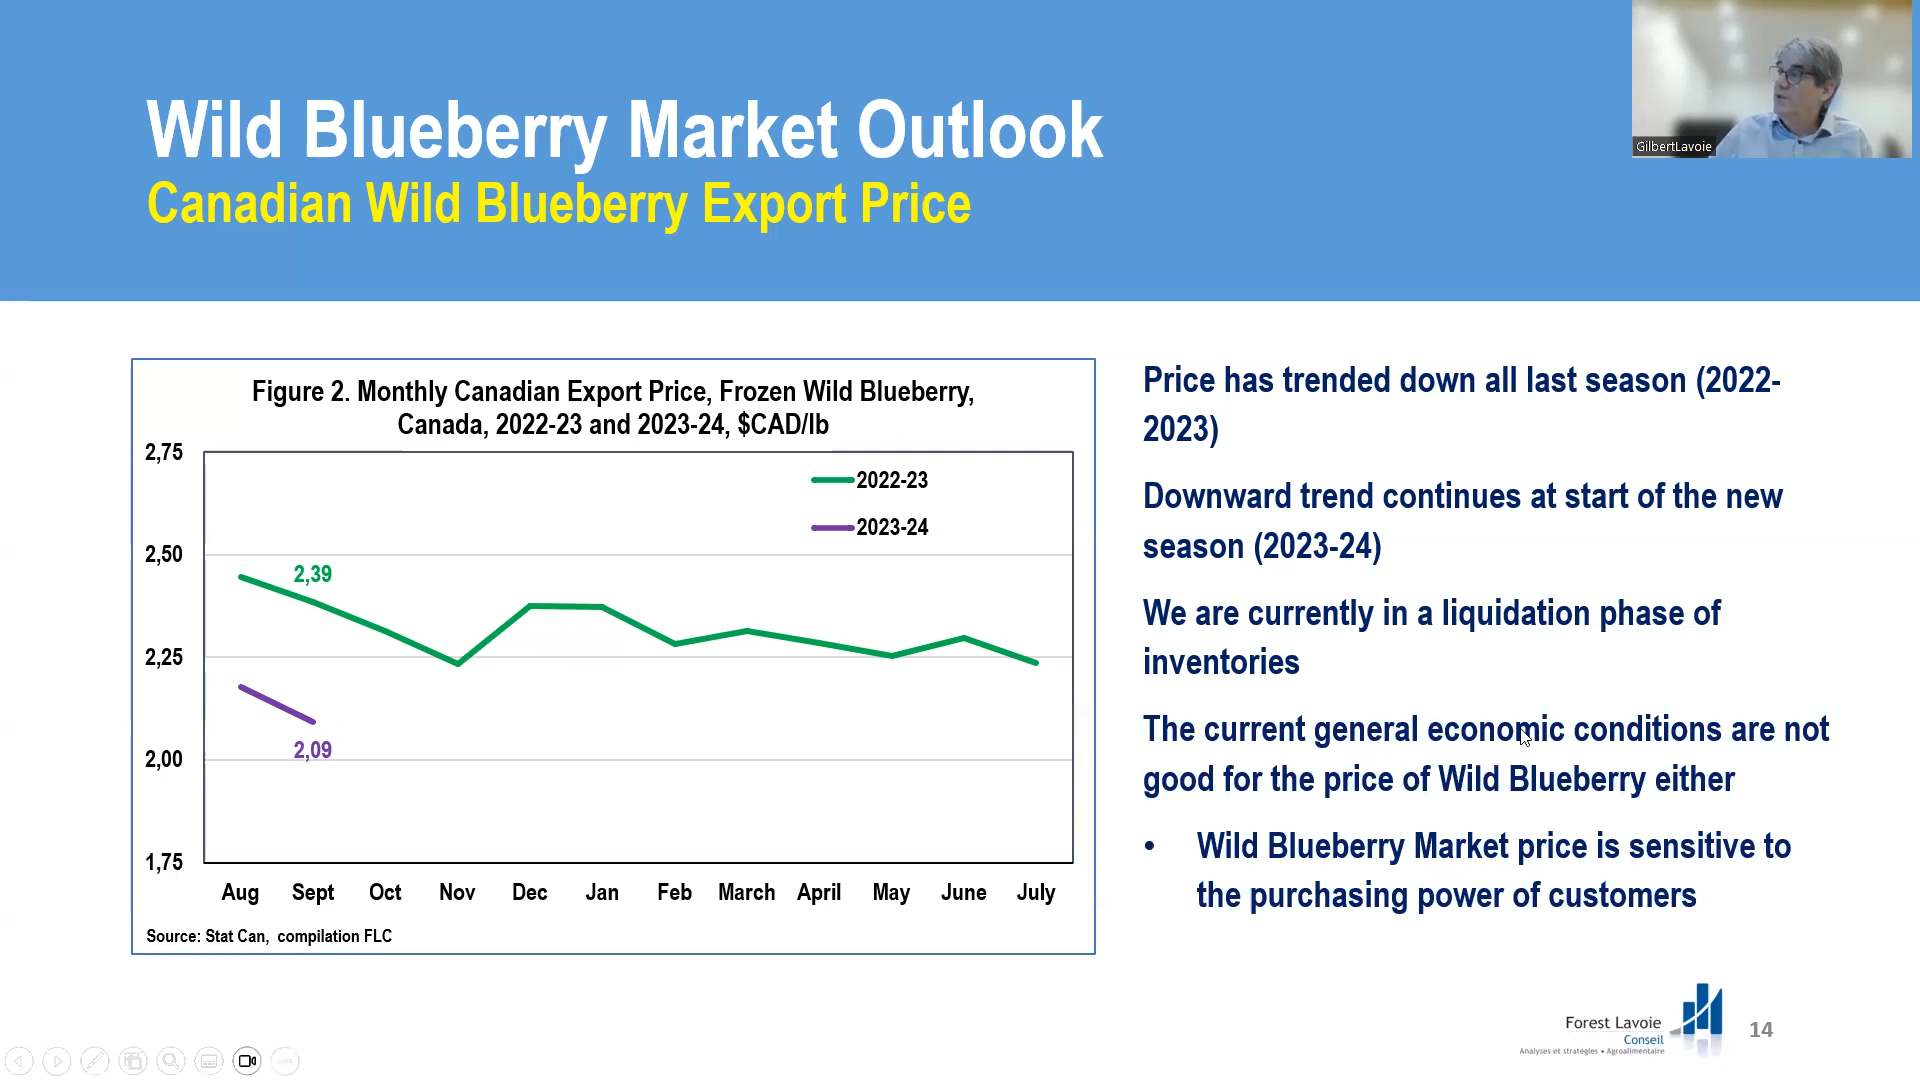 Wild Blueberry Market Outlook
Canadian Wild Blueberry Export Price
GilbertLavoie
Figure 2. Monthly Canadian Export Price, Frozen Wild Blueberry,
Canada, 2022-23 and 2023-24, $CAD/lb
2,75
2,50
2,25
2,00
1,75
2022-23
2023-24
2,39
2,09
Aug Sept Oct Nov Dec Jan Feb March April May June July
Source: Stat Can, compilation FLC
Price has trended down all last season (2022-
2023)
Downward trend continues at start of the new
season (2023-24)
We are currently in a liquidation phase of
inventories
The current general economic conditions are not
good for the price of Wild Blueberry either
• Wild Blueberry Market price is sensitive to
the purchasing power of customers
Forest Lavoie
Conseil
Analyses et stratégies • Agroalimentaire
14